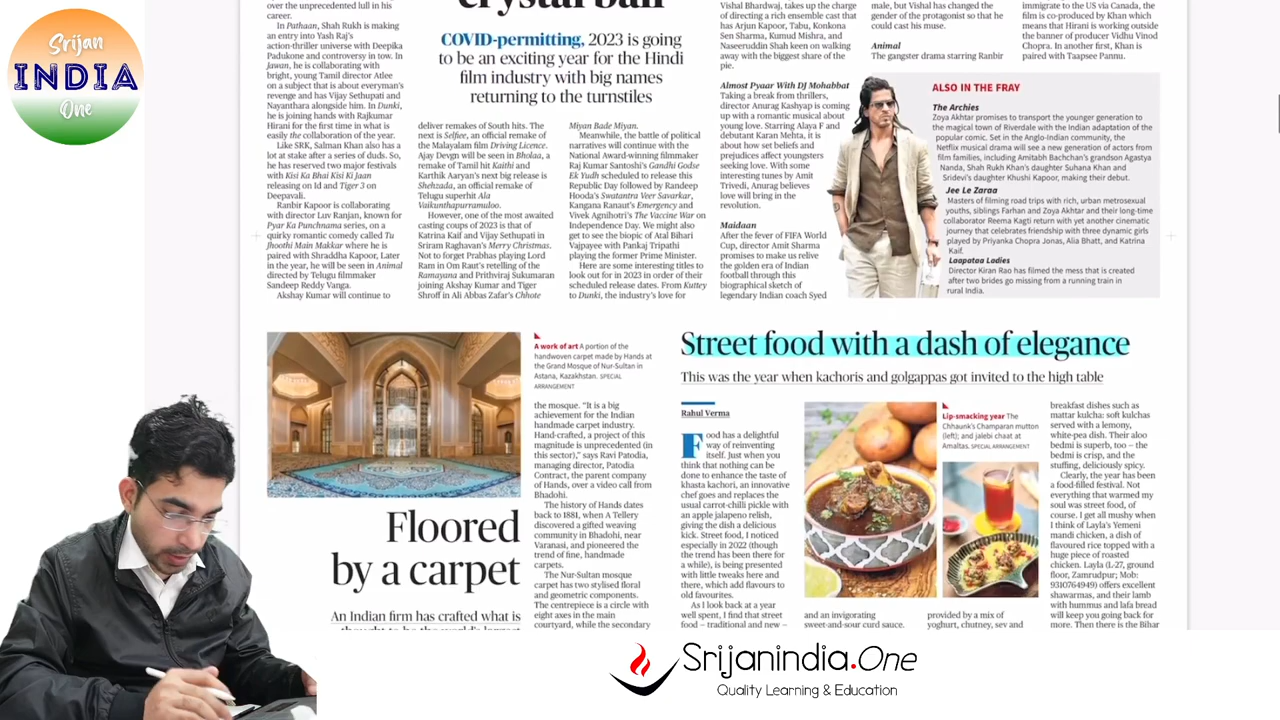 Srijan
INDIA
One
over the unprecedented lull in his
career.
In Pathaan, Shah Rukh is making
an entry into Yash Raj's
action-thriller universe with Deepika
Padukone and controversy in tow. In
Jawan, he is collaborating with
bright, young Tamil director Atlee
on a subject that is about everyman's
revenge and has Vijay Sethupati and
Nayanthara alongside him. In Dunki,
he is joining hands with Rajkumar
Hirani for the first time in what is
easily the collaboration of the year.
Like SRK, Salman Khan also has a
lot at stake after a series of duds. So,
he has reserved two major festivals
with Kisi Ka Bhai Kisi Ki Jaan
releasing on Id and Tiger 3 on
Deepavali.
Ranbir Kapoor is collaborating
with director Luv Ranjan, known for
Pyar Ka Punchnama series, on a
quirky romantic comedy called Tu
Jhoothi Main Makkar where he is
paired with Shraddha Kapoor. Later
in the year, he will be seen in Animal
directed by Telugu filmmaker
Sandeep Reddy Vanga.
Akshay Kumar will continue to
crystal ball
COVID-permitting, 2023 is going
to be an exciting year for the Hindi
film industry with big names
returning to the turnstiles
deliver remakes of South hits. The
next is Selfiee, an official remake of
the Malayalam film Driving Licence.
Ajay Devgn will be seen in Bholaa, a
remake of Tamil hit Kaithi and
Karthik Aaryan's next big release is
Shehzada, an official remake of
Telugu superhit Ala
Vaikunthapurramuloo.
However, one of the most awaited
casting coups of 2023 is that of
Katrina Kaif and Vijay Sethupati in
Sriram Raghavan's Merry Christmas.
Not to forget Prabhas playing Lord
Ram in Om Raut's retelling of the
Ramayana and Prithviraj Sukumaran
joining Akshay Kumar and Tiger
Shroff in Ali Abbas Zafar's Chhote
Miyan Bade Miyan.
Meanwhile, the battle of political
narratives will continue with the
National Award-winning filmmaker
Raj Kumar Santoshi's Gandhi Godse
Ek Yudh scheduled to release this
Republic Day followed by Randeep
Hooda's Swatantra Veer Savarkar,
Kangana Ranaut's Emergency and
Vivek Agnihotri's The Vaccine War on
Independence Day. We might also
get to see the biopic of Atal Bihari
Vajpayee with Pankaj Tripathi
playing the former Prime Minister.
Here are some interesting titles to
look out for in 2023 in order of their
scheduled release dates. From Kuttey
to Dunki, the industry's love for
Vishal Bhardwaj, takes up the charge
of directing a rich ensemble cast that
has Arjun Kapoor, Tabu, Konkona
Sen Sharma, Kumud Mishra, and
Naseeruddin Shah keen on walking
away with the biggest share of the
pie.
Almost Pyaar With DJ Mohabbat
Taking a break from thrillers,
director Anurag Kashyap is coming
up with a romantic musical about
young love. Starring Alaya F and
debutant Karan Mehta, it is
about how set beliefs and
prejudices affect youngsters
seeking love. With some
interesting tunes by Amit
Trivedi, Anurag believes
love will bring in the
revolution.
Maidaan
After the fever of FIFA World
Cup, director Amit Sharma
promises to make us relive
the golden era of Indian
football through this
biographical sketch of
legendary Indian coach Syed
male, but Vishal has changed the
gender of the protagonist so that he
could cast his muse.
Animal
The gangster drama starring Ranbir
immigrate to the US via Canada, the
film is co-produced by Khan which
means that Hirani is working outside
the banner of producer Vidhu Vinod
Chopra. In another first, Khan is
paired with Taapsee Pannu.
ALSO IN THE FRAY
The Archies
Zoya Akhtar promises to transport the younger generation to
the magical town of Riverdale with the Indian adaptation of the
popular comic. Set in the Anglo-Indian community, the
Netflix musical drama will see a new generation of actors from
film families, including Amitabh Bachchan's grandson Agastya
Nanda, Shah Rukh Khan's daughter Suhana Khan and
Sridevi's daughter Khushi Kapoor, making their debut.
Jee Le Zaraa
Masters of filming road trips with rich, urban metrosexual
youths, siblings Farhan and Zoya Akhtar and their long-time
collaborator Reema Kagti return with yet another cinematic
journey that celebrates friendship with three dynamic girls
played by Priyanka Chopra Jonas, Alia Bhatt, and Katrina
Kaif.
Laapataa Ladies
Director Kiran Rao has filmed the mess that is created
after two brides go missing from a running train in
rural India.
A work of art A portion of the
handwoven carpet made by Hands at
the Grand Mosque of Nur-Sultan in
Astana, Kazakhstan. SPECIAL
ARRANGEMENT
Floored
by a carpet
An Indian firm has crafted what is
the mosque. "It is a big
achievement for the Indian
handmade carpet industry.
Hand-crafted, a project of this
magnitude is unprecedented (in
this sector)," says Ravi Patodia,
managing director, Patodia
Contract, the parent company
of Hands, over a video call from
Bhadohi.
The history of Hands dates
back to 1881, when A Tellery
discovered a gifted weaving
community in Bhadohi, near
Varanasi, and pioneered the
trend of fine, handmade
carpets.
The Nur-Sultan mosque
carpet has two stylised floral
and geometric components.
The centrepiece is a circle with
eight axes in the main
courtyard, while the secondary
Street food with a dash of elegance
This was the year when kachoris and golgappas got invited to the high table
Rahul Verma
Food has a delightful
way of reinventing
itself. Just when you
think that nothing can be
done to enhance the taste of
khasta kachori, an innovative
chef goes and replaces the
usual carrot-chilli pickle with
an apple jalapeno relish,
giving the dish a delicious
kick. Street food, I noticed
especially in 2022 (though
the trend has been there for
a while), is being presented
with little tweaks here and
there, which add flavours to
old favourites.
As I look back at a year
well spent, I find that street
food – traditional and new –
and an invigorating
sweet-and-sour curd sauce.
Lip-smacking year The
Chhaunk's Champaran mutton
(left); and jalebi chaat at
Amaltas. SPECIAL ARRANGEMENT
provided by a mix of
yoghurt, chutney, sev and
breakfast dishes such as
mattar kulcha: soft kulchas
served with a lemony,
white-pea dish. Their aloo
bedmi is superb, too – the
bedmi is crisp, and the
stuffing, deliciously spicy.
Clearly, the year has been
a food-filled festival. Not
everything that warmed my
soul was street food, of
course. I get all mushy when
I think of Layla's Yemeni
mandi chicken, a dish of
flavoured rice topped with a
huge piece of roasted
chicken. Layla (L-27, ground
floor, Zamrudpur; Mob:
9310764949) offers excellent
shawarmas, and their lamb
with hummus and lafa bread
will keep you going back for
more. Then there is the Bihar
Srijanindia.One
Quality Learning & Education